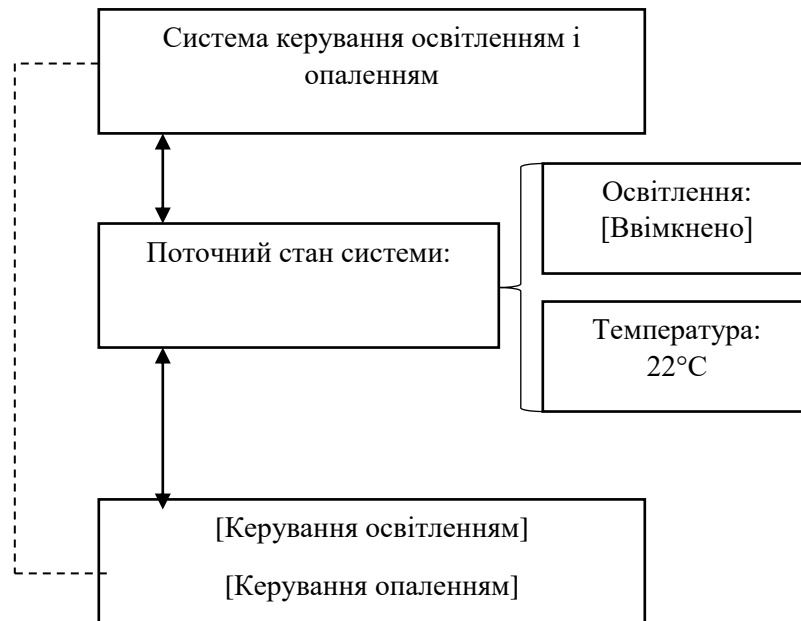 Система керування освітленням і
опаленням
Поточний стан системи:
Освітлення:
[Ввімкнено]
Температура:
22°C
[Керування освітленням]
[Керування опаленням]